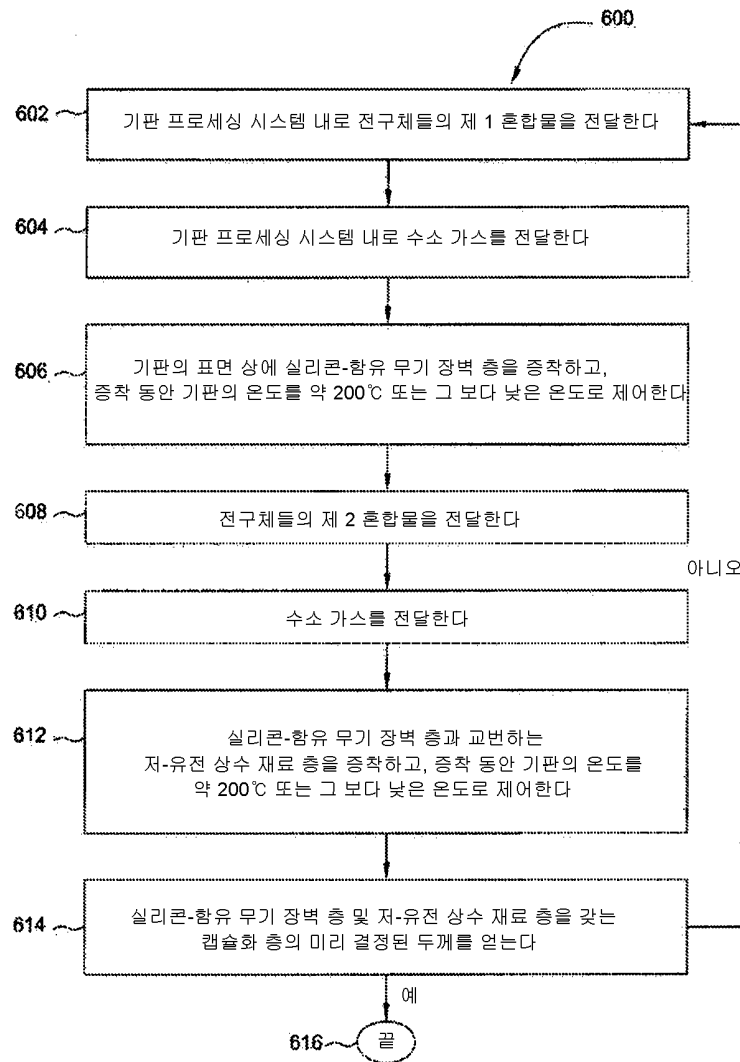 600
602
기판 프로세싱 시스템 내로 전구체들의 제 1 혼합물을 전달한다
604
기판 프로세싱 시스템 내로 수소 가스를 전달한다
606
기판의 표면 상에 실리콘-함유 무기 장벽 층을 증착하고,
증착 동안 기판의 온도를 약 200℃ 또는 그 보다 낮은 온도로 제어한다
608
전구체들의 제 2 혼합물을 전달한다
아니오
610
수소 가스를 전달한다
612
실리콘-함유 무기 장벽 층과 교번하는
저-유전 상수 재료 층을 증착하고, 증착 동안 기판의 온도를
약 200℃ 또는 그 보다 낮은 온도로 제어한다
614
실리콘-함유 무기 장벽 층 및 저-유전 상수 재료 층을 갖는
캡슐화 층의 미리 결정된 두께를 얻는다
예
616
끝